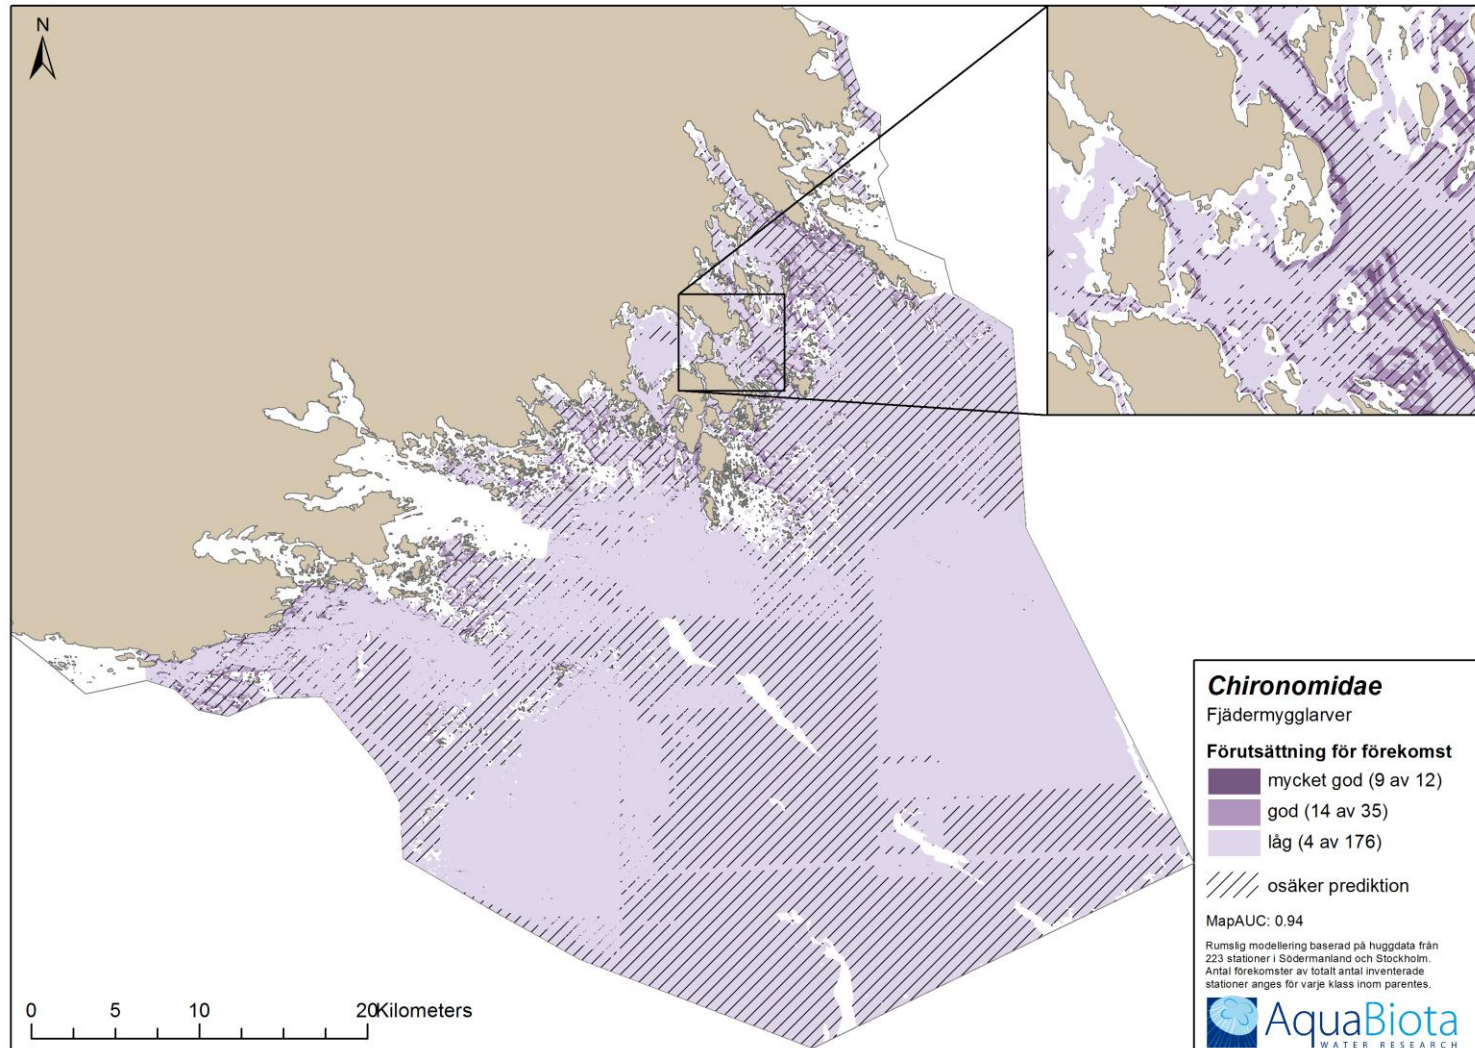 N
Chironomidae
Fjädermygglarver
Förutsättning för förekomst
mycket god (9 av 12)
god (14 av 35)
låg (4 av 176)
osäker prediktion
MapAUC: 0.94
Rumslig modellering baserad på huggdata från
223 stationer i Södermanland och Stockholm.
Antal förekomster av totalt antal inventerade
stationer anges för varje klass inom parentes.
AquaBiota
WATER RESEARCH
0 5 10 20 Kilometers